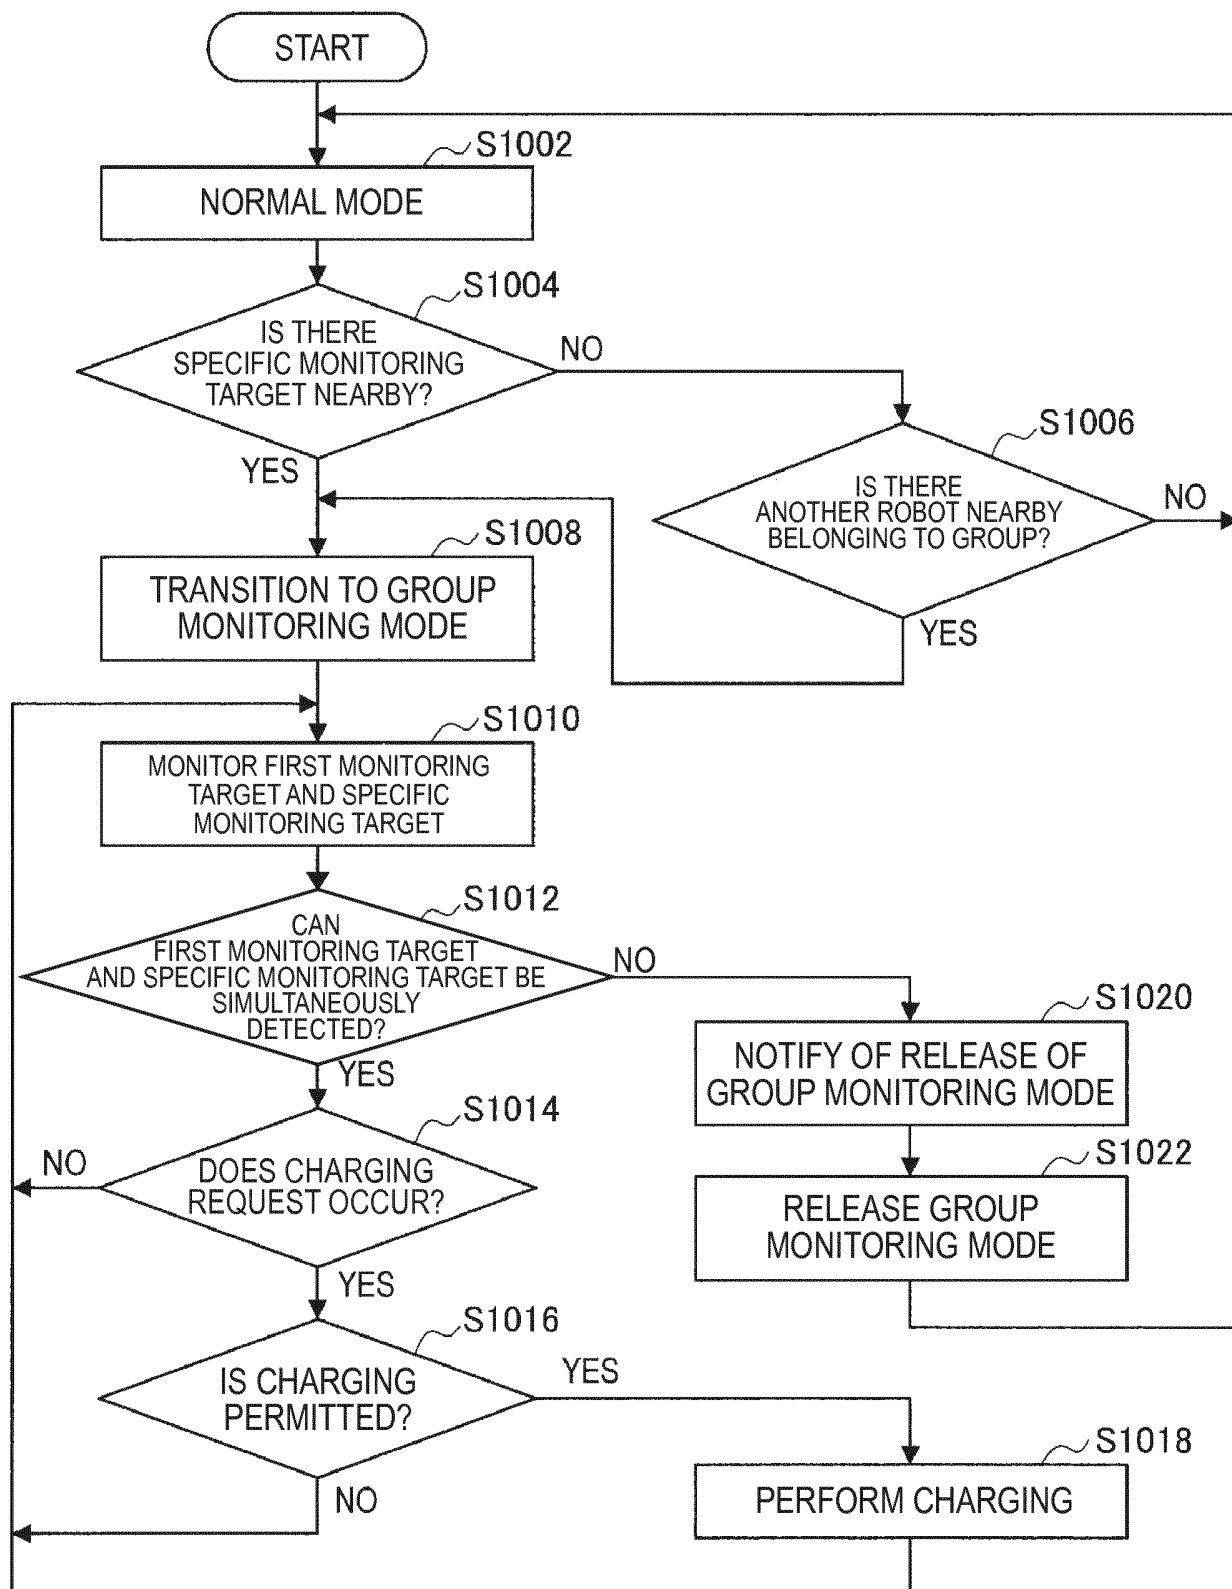 START
S1002
NORMAL MODE
S1004
IS THERE
SPECIFIC MONITORING
TARGET NEARBY?
NO
YES
S1006
IS THERE
ANOTHER ROBOT NEARBY
BELONGING TO GROUP?
NO
YES
S1008
TRANSITION TO GROUP
MONITORING MODE
S1010
MONITOR FIRST MONITORING
TARGET AND SPECIFIC
MONITORING TARGET
S1012
CAN
FIRST MONITORING TARGET
AND SPECIFIC MONITORING TARGET BE
SIMULTANEOUSLY
DETECTED?
NO
YES
S1020
NOTIFY OF RELEASE OF
GROUP MONITORING MODE
S1014
DOES CHARGING
REQUEST OCCUR?
NO
YES
S1022
RELEASE GROUP
MONITORING MODE
S1016
IS CHARGING
PERMITTED?
YES
NO
S1018
PERFORM CHARGING